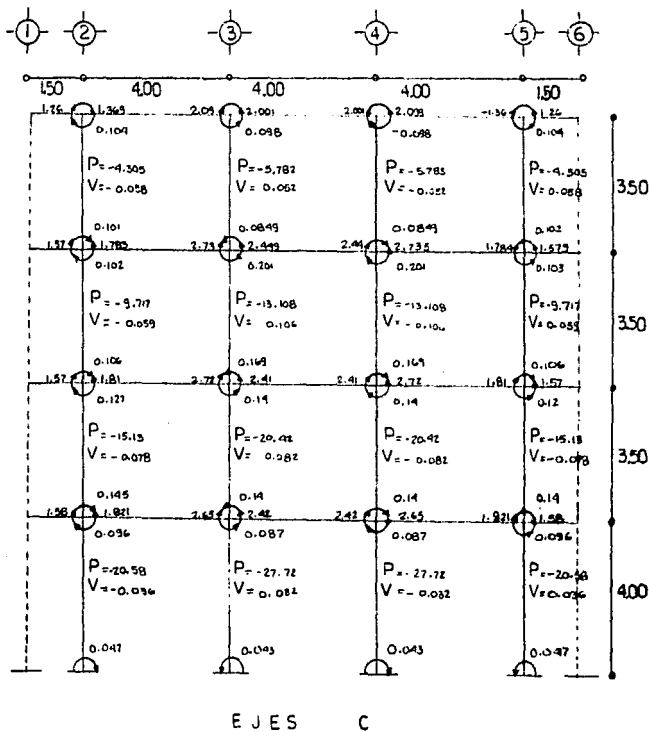 1 2 3 4 5 6
1.50 4.00 4.00 4.00 1.50
1.26 1.369 2.09 2.001 2.001 2.099 -1.36 1.26
0.104 0.098 -0.098 0.104
P=-4.305 P=-5.782 P=-5.783 P=-4.305
V=-0.058 V= 0.052 V=-0.052 V= 0.058
3.50
0.101 0.0849 0.0849 0.102
1.57 1.783 2.73 2.449 2.44 2.735 1.784 1.579
0.102 0.201 0.201 0.103
P=-9.717 P=-13.108 P=-13.108 P=-9.717
V=-0.059 V= 0.106 V=-0.106 V= 0.059
3.50
0.106 0.169 0.169 0.106
1.57 1.81 2.72 2.41 2.41 2.72 1.81 1.57
0.127 0.14 0.14 0.12
P=-15.13 P=-20.42 P=-20.42 P=-15.13
V=-0.078 V= 0.082 V=-0.082 V=-0.078
3.50
0.145 0.14 0.14 0.14
1.58 1.821 2.65 2.42 2.42 2.65 1.821 1.58
0.096 0.087 0.087 0.096
P=-20.58 P=-27.72 P=-27.72 P=-20.58
V=-0.036 V= 0.032 V=-0.032 V= 0.036
4.00
0.047 0.043 0.043 0.047
EJES C